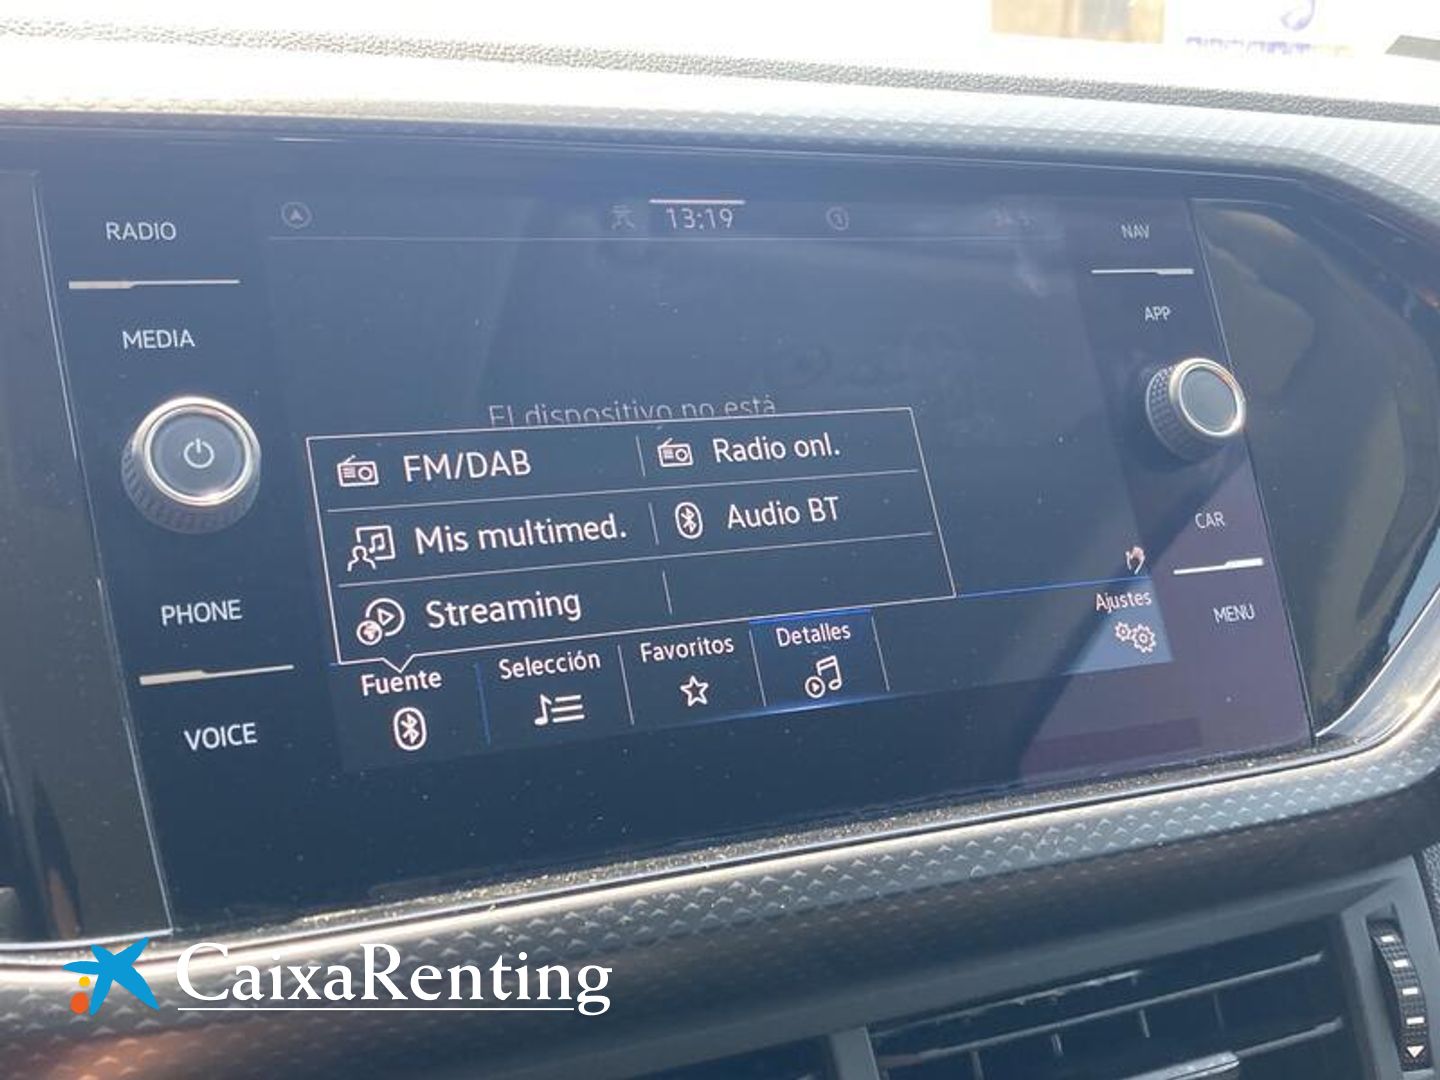 13:19
RADIO
MEDIA
PHONE
VOICE
NAV
APP
CAR
MENU
El dispositivo no está
FM/DAB
Radio onl.
Mis multimed.
Audio BT
Streaming
Fuente
Selección
Favoritos
Detalles
Ajustes
CaixaRenting